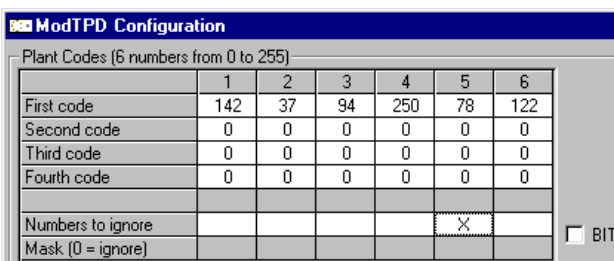 ModTPD Configuration
Plant Codes (6 numbers from 0 to 255)
1 2 3 4 5 6
First code 142 37 94 250 78 122
Second code 0 0 0 0 0 0
Third code 0 0 0 0 0 0
Fourth code 0 0 0 0 0 0
Numbers to ignore X
BIT
Mask (0 = ignore)